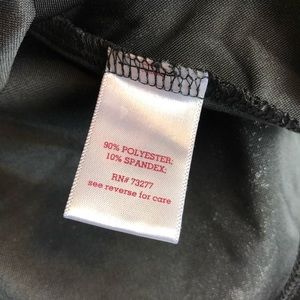 90% POLYESTER;
10% SPANDEX;
RN# 73277
see reverse for care